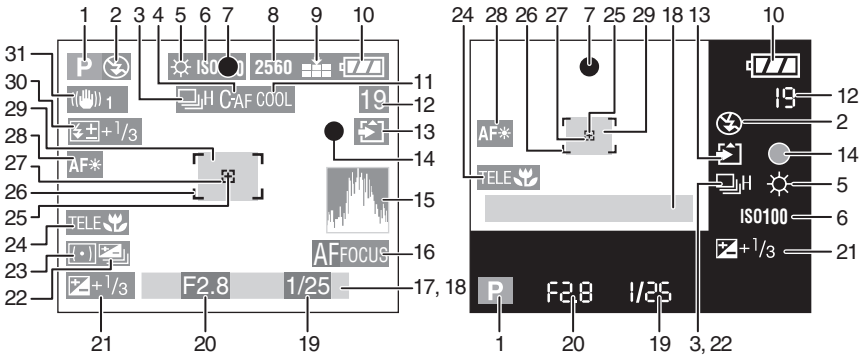 1 2 3 4 5 6 7 8 9 10
P ISO 0 2560
31 30 29 28 27 26 25 24 23 22
1 H C-AF COOL 11
19 12
+1/3 13
AF 14
TELE 15
AFFOCUS 16
+1/3 F2.8 1/25 17, 18
21 20 19
24 28 26 27 7 25 29 18 13 10
19 12
2
AF 14
H 5
TELE ISO100 6
+1/3 21
P F2.8 1/25
1 20 19 3, 22